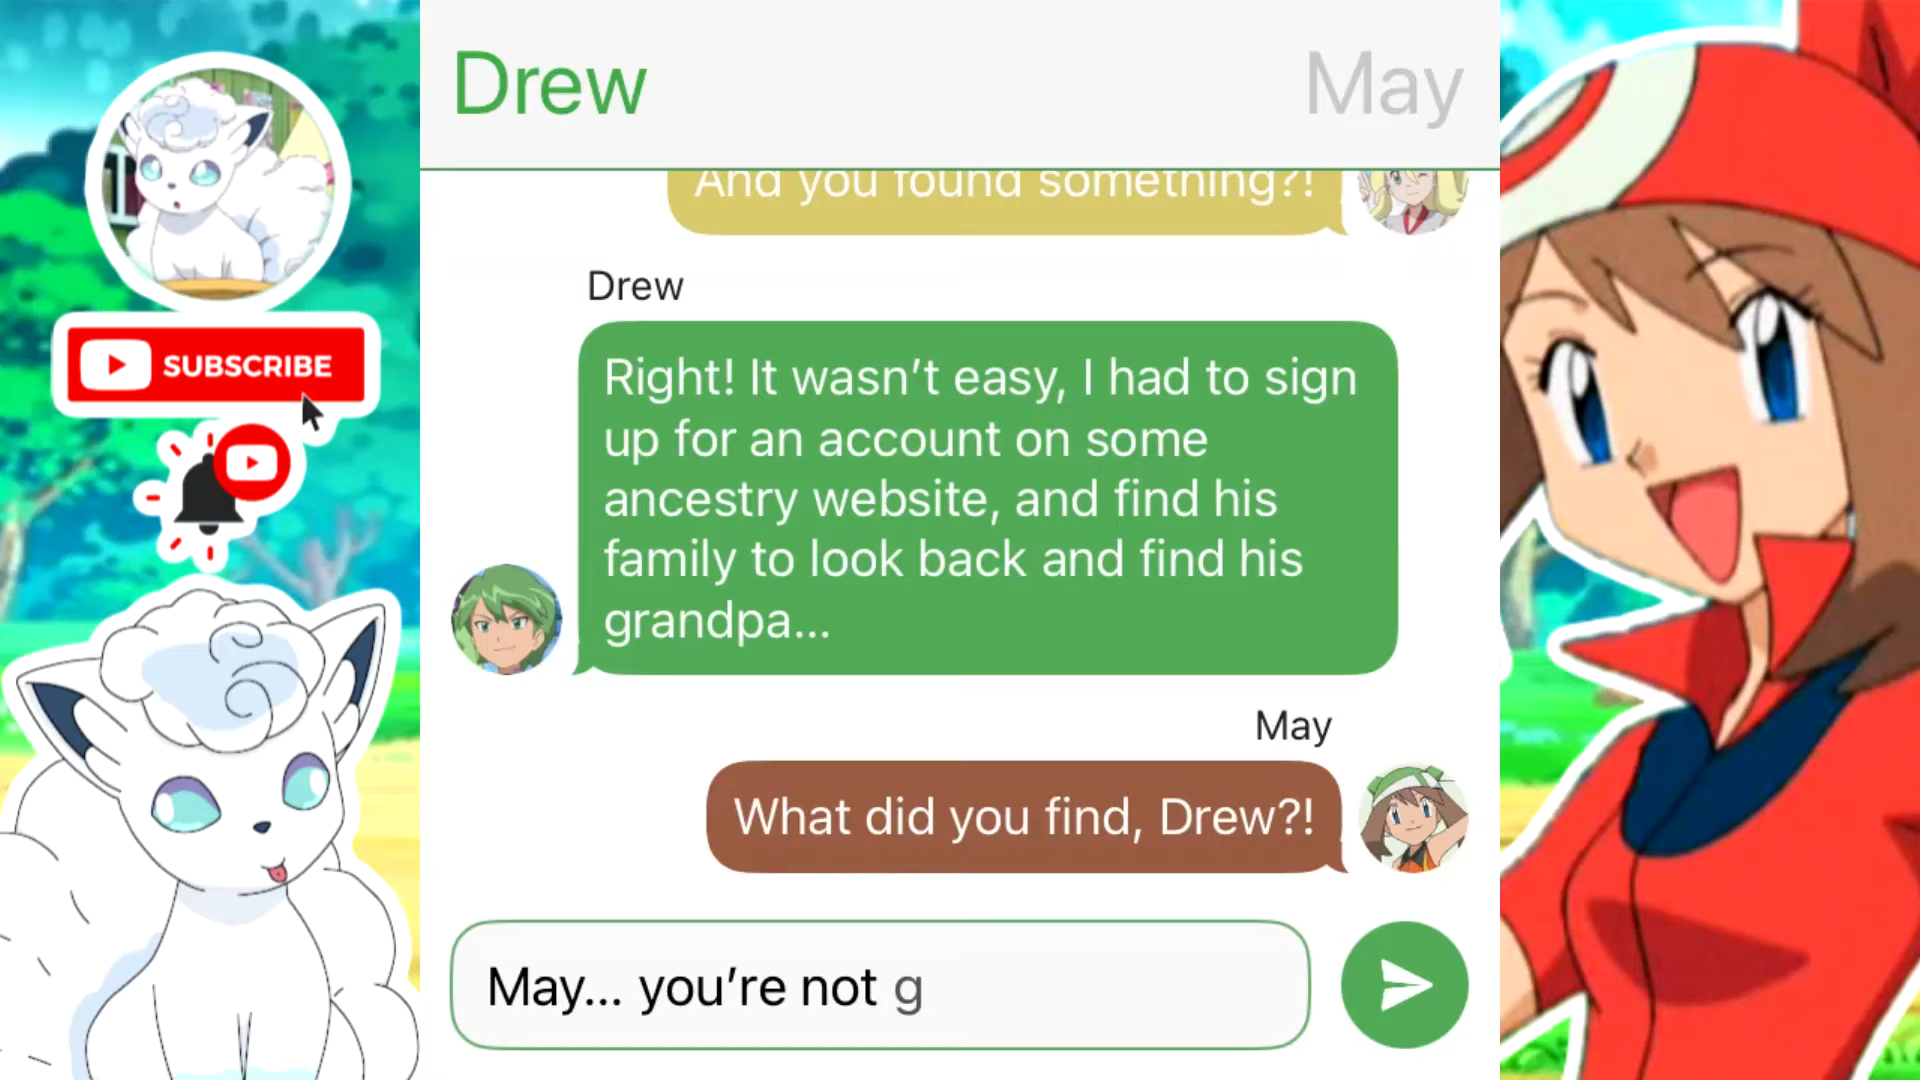 Drew
May
And you found something?!
Drew
Right! It wasn't easy, I had to sign
up for an account on some
ancestry website, and find his
family to look back and find his
grandpa...
May
What did you find, Drew?!
May... you're not g
SUBSCRIBE